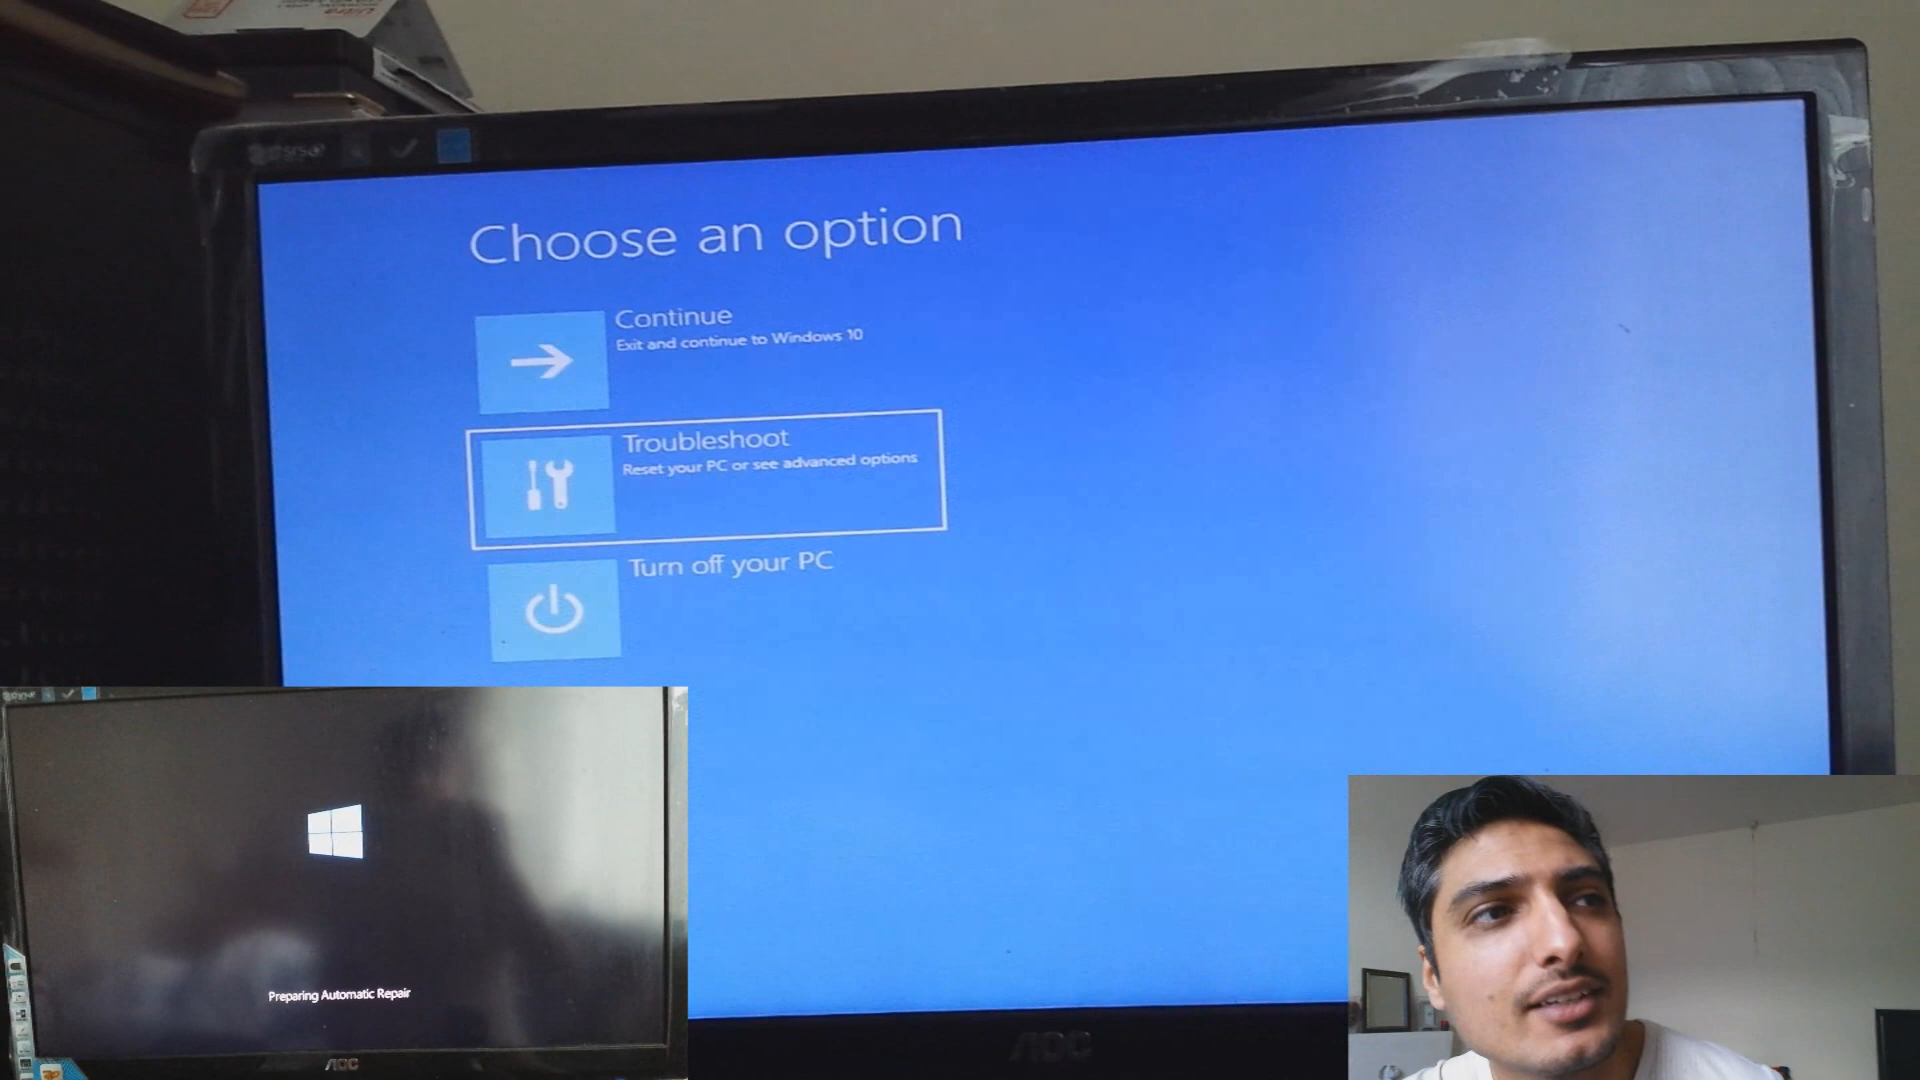 Ultra
Choose an option
Continue
Exit and continue to Windows 10
Troubleshoot
Reset your PC or see advanced options
Turn off your PC
Preparing Automatic Repair
AOC
AOC